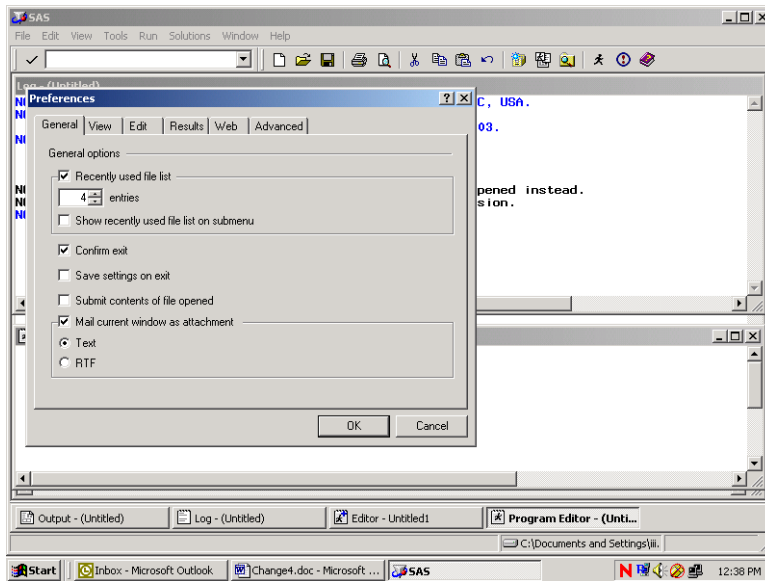 SAS
File Edit View Tools Run Solutions Window Help
Log - (Untitled)
Preferences
C, USA.
03.
pened instead.
sion.
General View Edit Results Web Advanced
General options
Recently used file list
4 entries
Show recently used file list on submenu
Confirm exit
Save settings on exit
Submit contents of file opened
Mail current window as attachment
Text
RTF
OK Cancel
Output - (Untitled) Log - (Untitled) Editor - Untitled1 Program Editor - (Unti...
Start Inbox - Microsoft Outlook Change4.doc - Microsoft ... SAS 12:38 PM